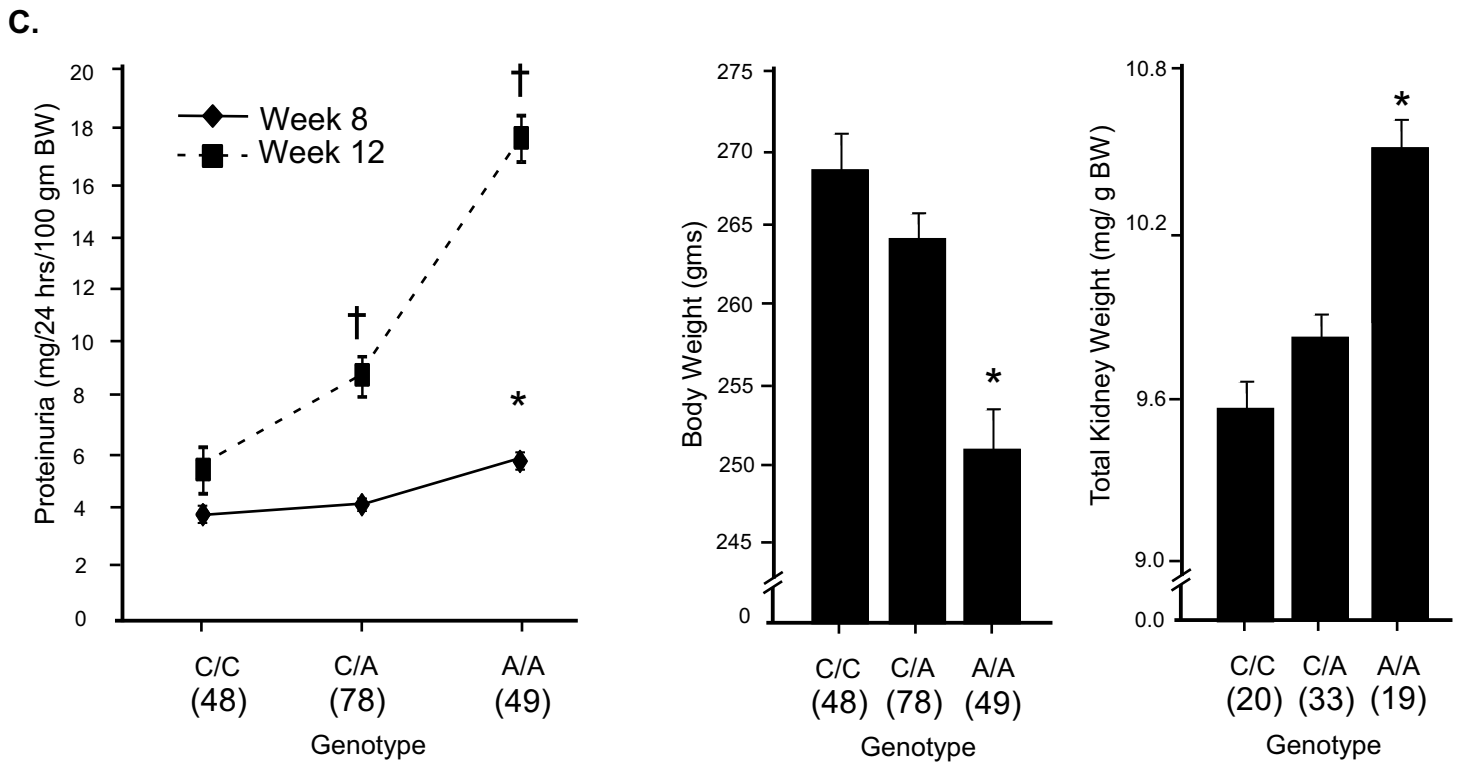 C.
Proteinuria (mg/24 hrs/100 gm BW)
20
18
16
14
12
10
8
6
4
2
0
Week 8
Week 12
†
†
*
C/C
(48)
C/A
(78)
A/A
(49)
Genotype
Body Weight (gms)
275
270
265
260
255
250
245
0
*
C/C
(48)
C/A
(78)
A/A
(49)
Genotype
Total Kidney Weight (mg/ g BW)
10.8
10.2
9.6
9.0
0.0
*
C/C
(20)
C/A
(33)
A/A
(19)
Genotype